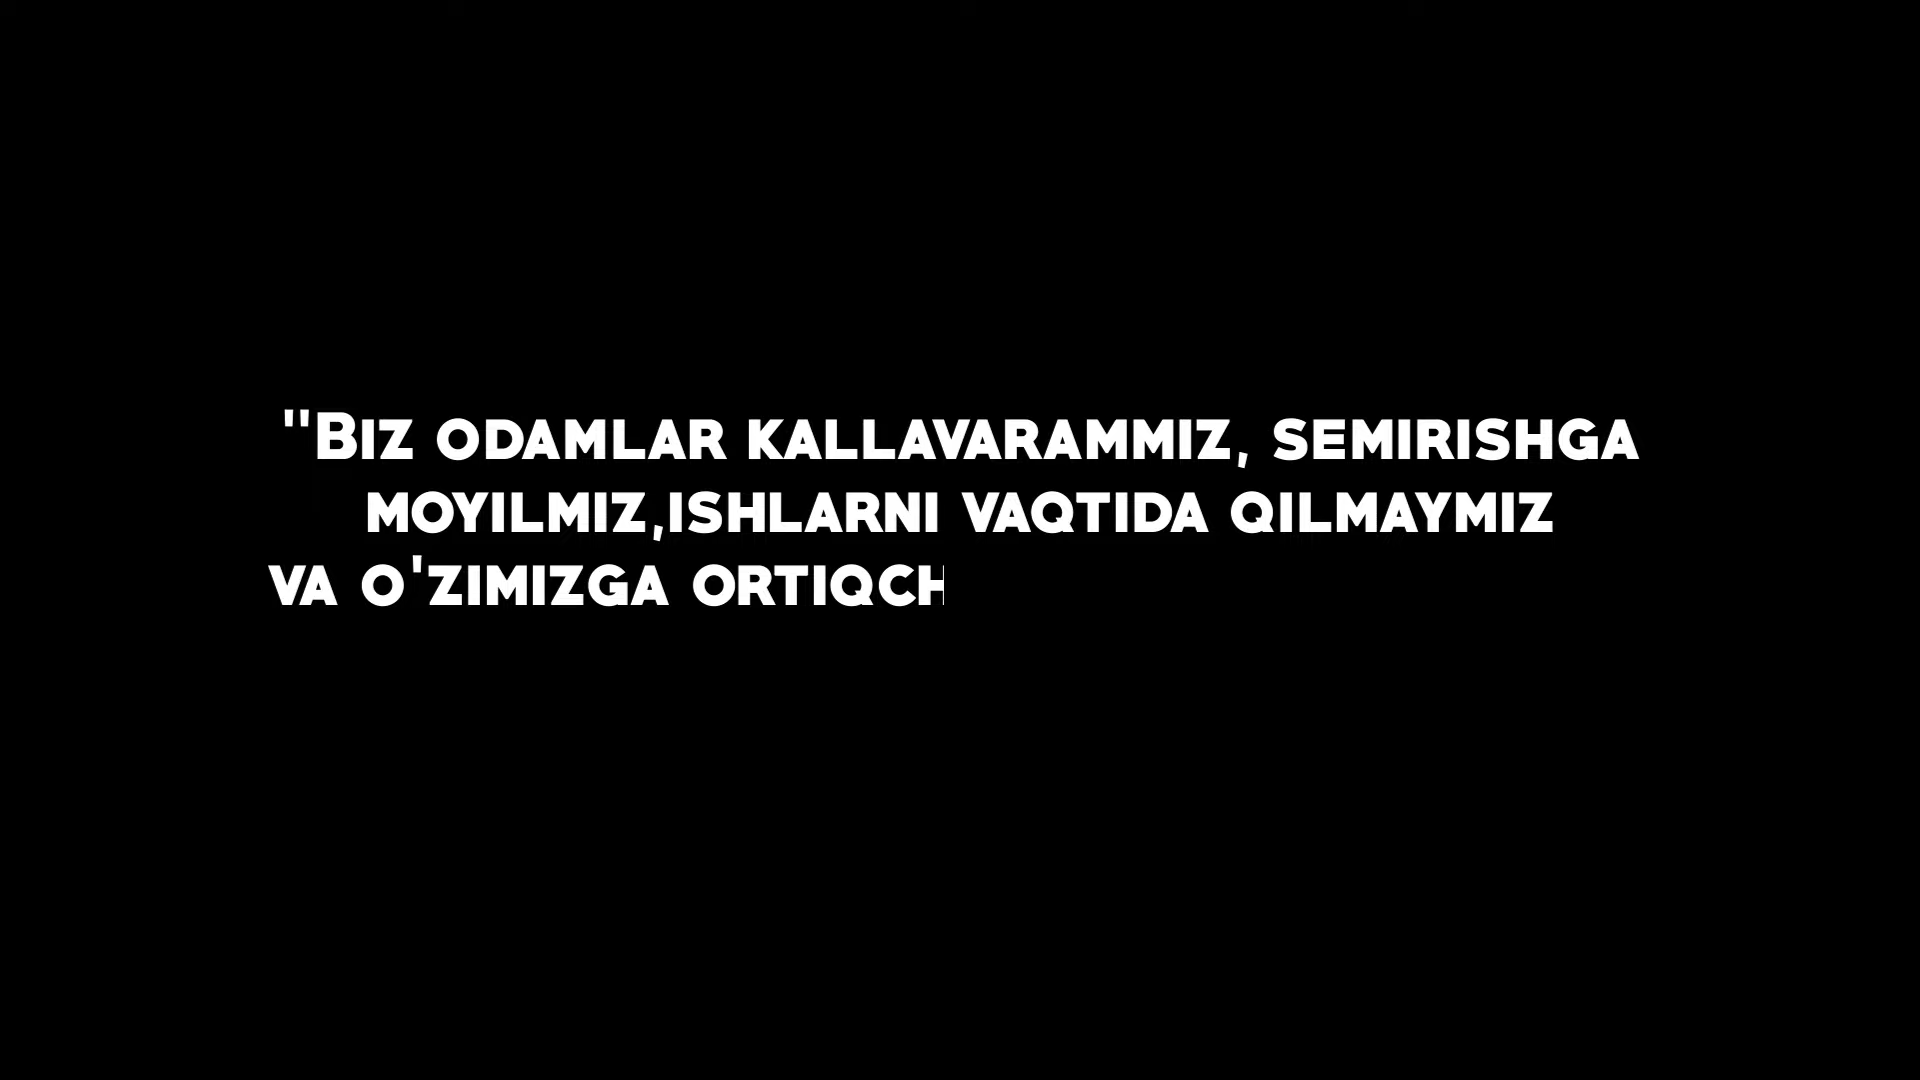 "Biz odamlar kallavarammiz, semirishga
moyilmiz,ishlarni vaqtida qilmaymiz
va o'zimizga ortiqch